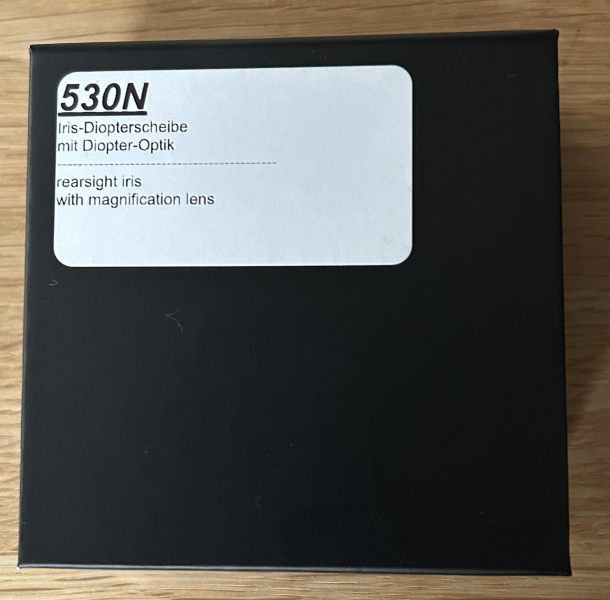 530N
Iris-Diopterscheibe
mit Diopter-Optik
rearsight iris
with magnification lens